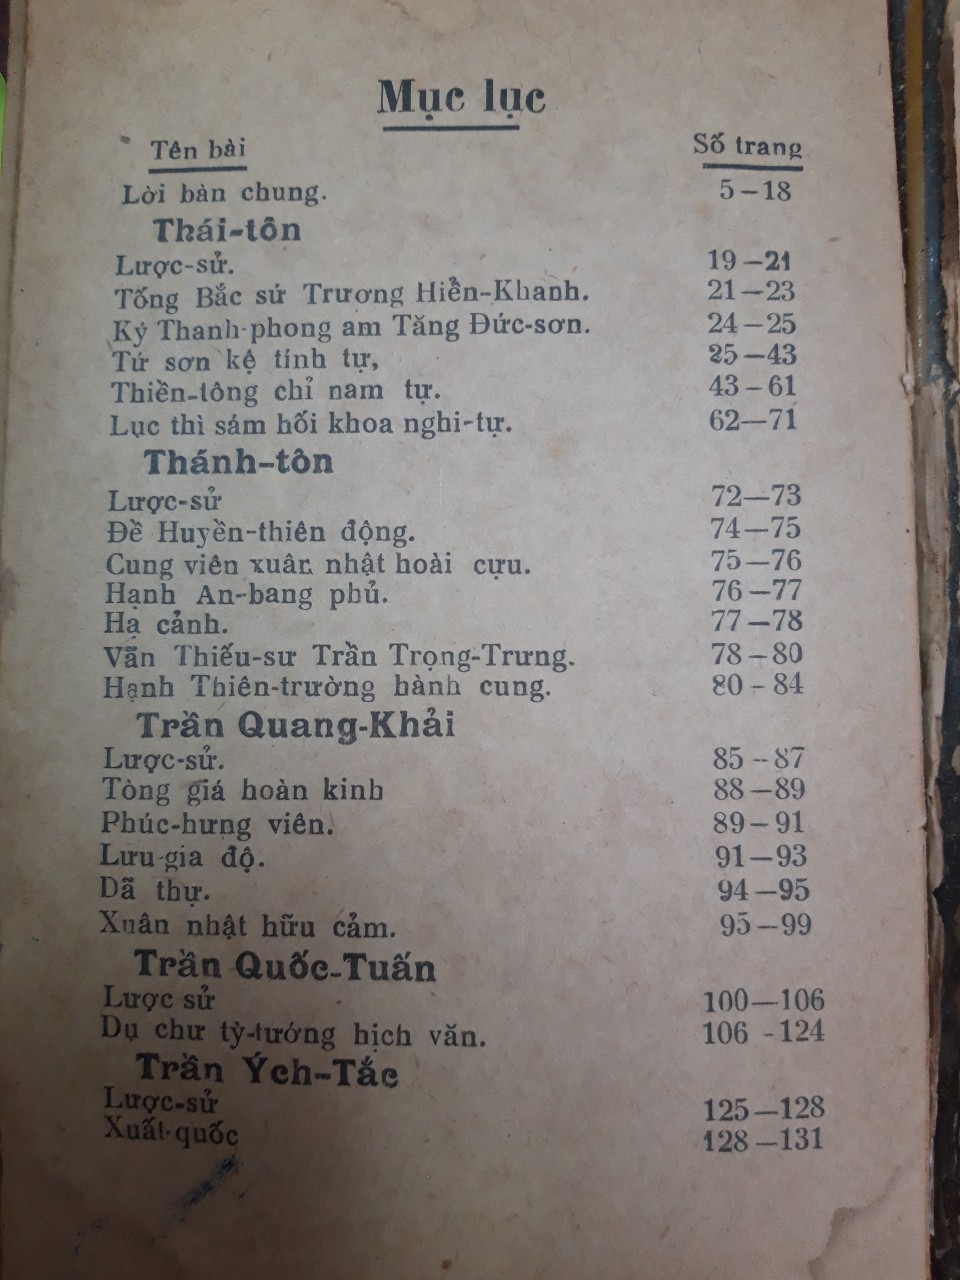 Mục lục
Tên bài Số trang
Lời bàn chung. 5-18
Thái-tôn
Lược-sử. 19-21
Tống Bắc sứ Trương Hiển-Khanh. 21-23
Ký Thanh-phong am Tăng Đức-sơn. 24-25
Tứ sơn kệ tính tự, 25-43
Thiền-tông chỉ nam tự. 43-61
Lục thì sám hối khoa nghi-tự. 62-71
Thánh-tôn
Lược-sử 72-73
Đề Huyền-thiên động. 74-75
Cung viên xuân nhật hoài cựu. 75-76
Hạnh An-bang phủ. 76-77
Hạ cảnh. 77-78
Vãn Thiếu-sư Trần Trọng-Trưng. 78-80
Hạnh Thiên-trường hành cung. 80-84
Trần Quang-Khải
Lược-sử. 85-87
Tòng giá hoàn kinh 88-89
Phúc-hưng viên. 89-91
Lưu-gia độ. 91-93
Dã thự. 94-95
Xuân nhật hữu cảm. 95-99
Trần Quốc-Tuấn
Lược sử 100-106
Dụ chư tỳ-tướng hịch văn. 106-124
Trần Ých-Tắc
Lược-sử 125-128
Xuất-quốc 128-131